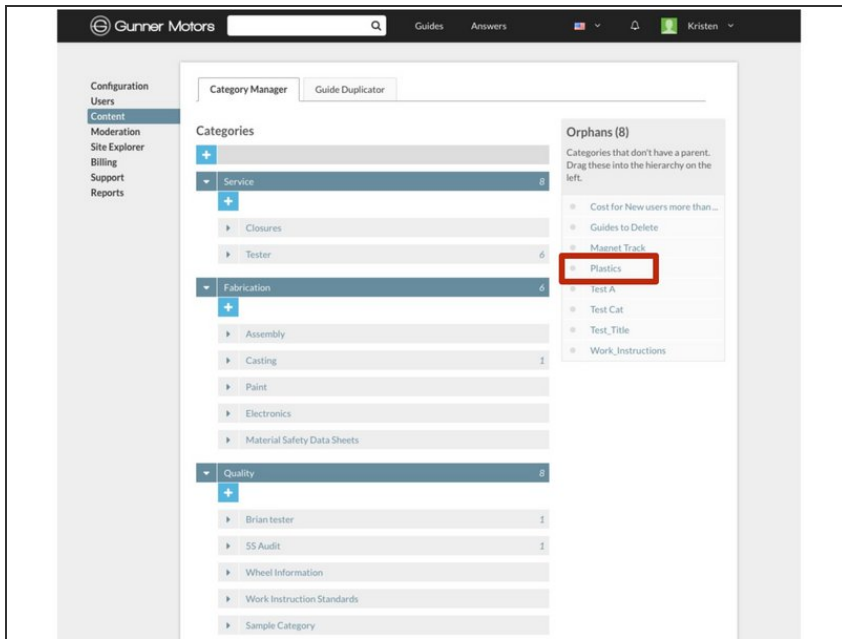 Gunner Motors
Guides
Answers
Kristen
Configuration
Users
Content
Moderation
Site Explorer
Billing
Support
Reports
Category Manager
Guide Duplicator
Categories
+
Service 8
+
Closures
Tester 6
Fabrication 6
+
Assembly
Casting 1
Paint
Electronics
Material Safety Data Sheets
Quality 8
+
Brian tester 1
5S Audit 1
Wheel Information
Work Instruction Standards
Sample Category
Orphans (8)
Categories that don't have a parent.
Drag these into the hierarchy on the
left.
Cost for New users more than...
Guides to Delete
Magnet Track
Plastics
Test A
Test Cat
Test_Title
Work_Instructions